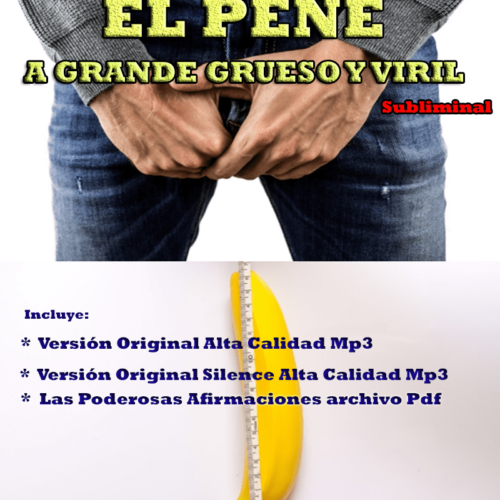 EL PENE
A GRANDE GRUESO Y VIRIL
Subliminal
Incluye:
* Versión Original Alta Calidad Mp3
* Versión Original Silence Alta Calidad Mp3
* Las Poderosas Afirmaciones archivo Pdf